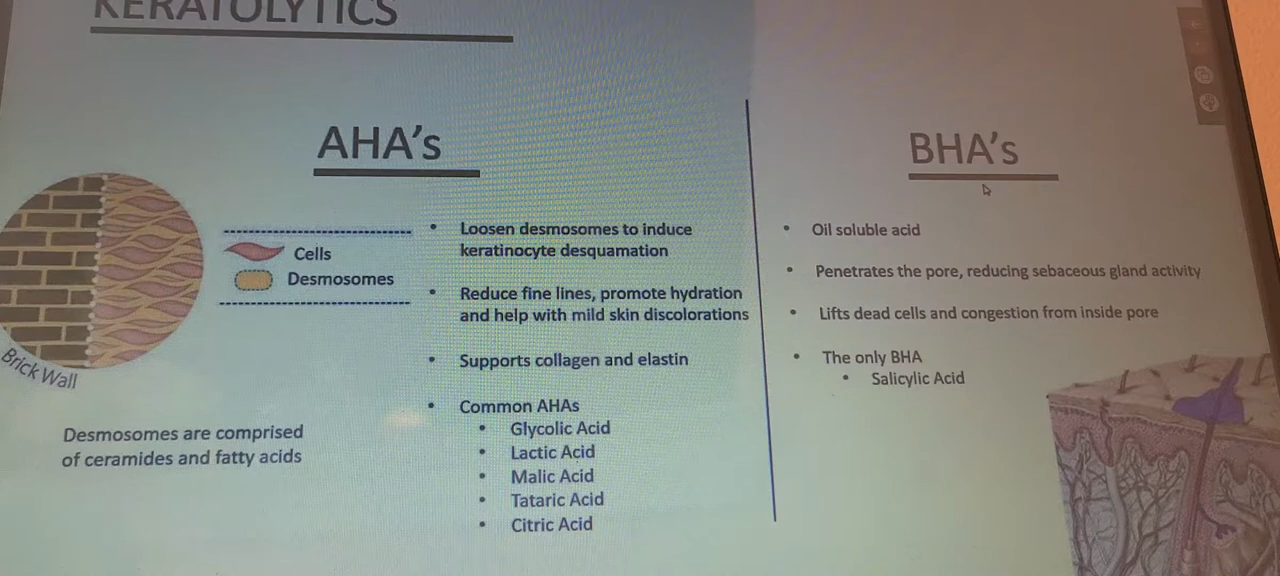 KERATOLYTICS
AHA's
BHA's
Brick Wall
Cells
Desmosomes
Desmosomes are comprised
of ceramides and fatty acids
• Loosen desmosomes to induce
keratinocyte desquamation
• Reduce fine lines, promote hydration
and help with mild skin discolorations
• Supports collagen and elastin
• Common AHAs
• Glycolic Acid
• Lactic Acid
• Malic Acid
• Tataric Acid
• Citric Acid
• Oil soluble acid
• Penetrates the pore, reducing sebaceous gland activity
• Lifts dead cells and congestion from inside pore
• The only BHA
• Salicylic Acid